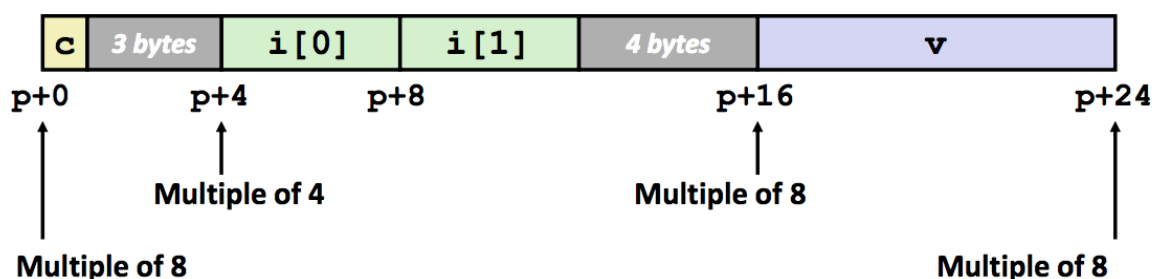 c 3 bytes i[0] i[1] 4 bytes v
p+0 p+4 p+8 p+16 p+24
Multiple of 4 Multiple of 8
Multiple of 8 Multiple of 8